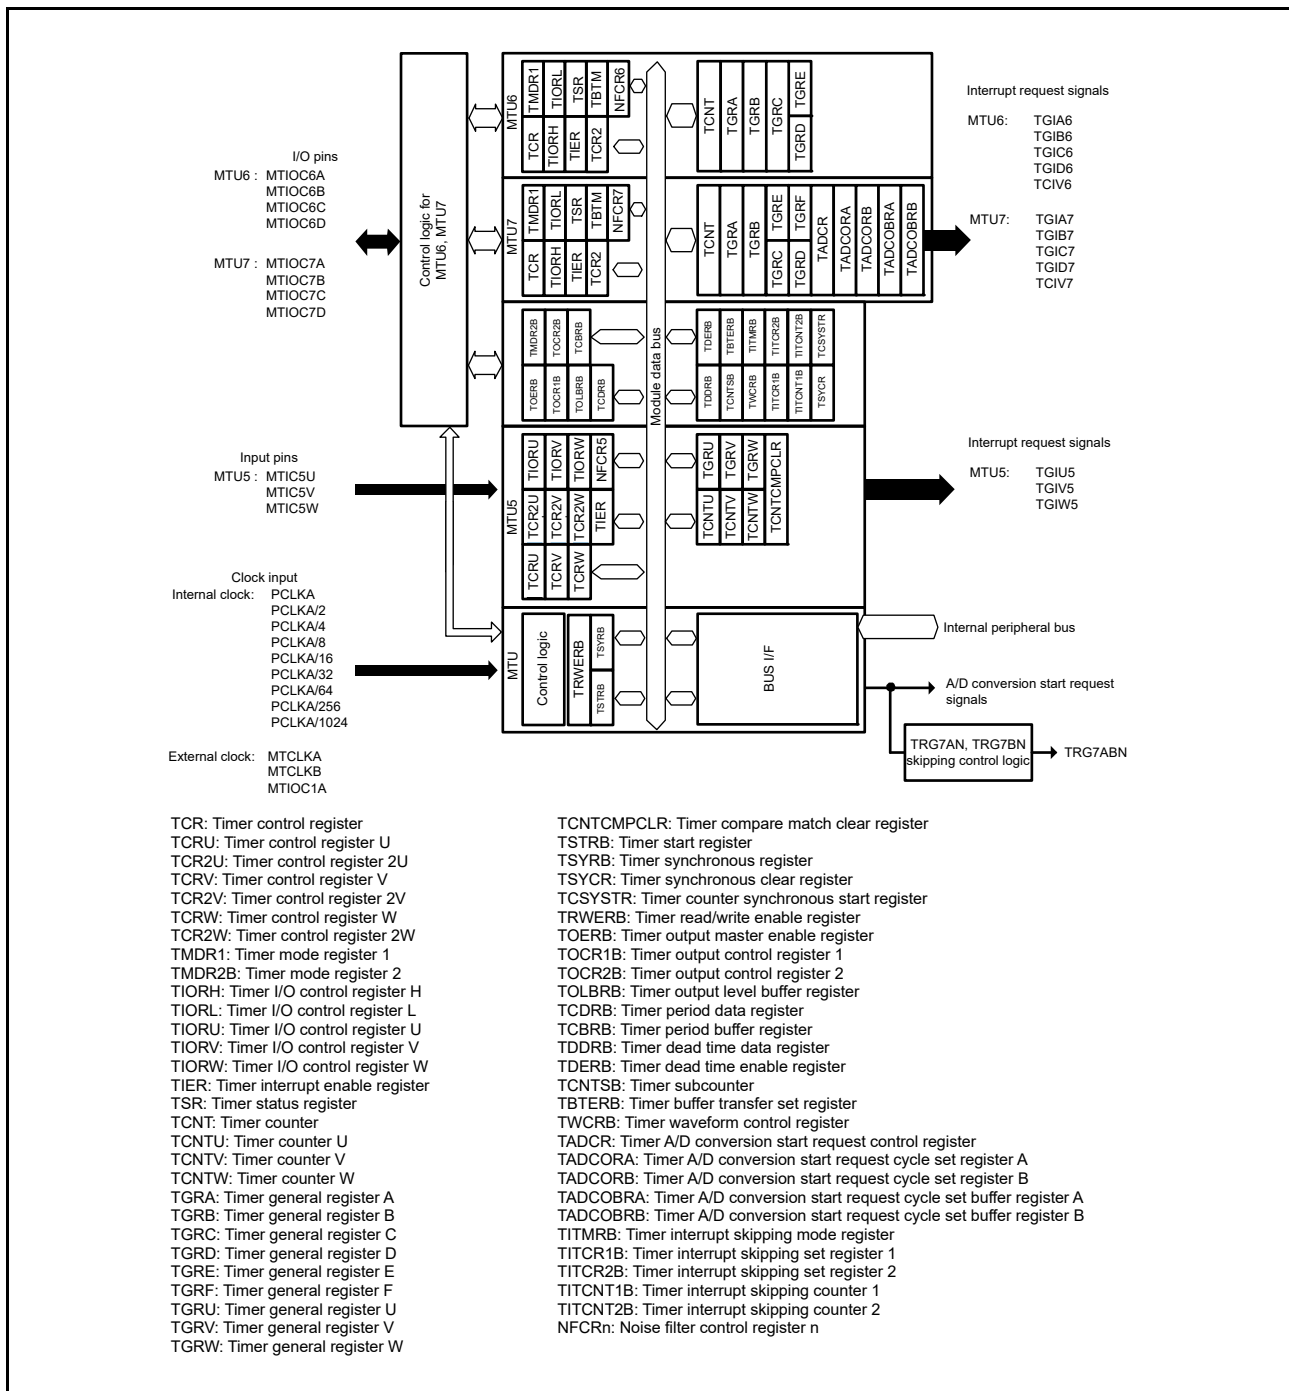 I/O pins
MTU6 : MTIOC6A
MTIOC6B
MTIOC6C
MTIOC6D
MTU7 : MTIOC7A
MTIOC7B
MTIOC7C
MTIOC7D
Input pins
MTU5 : MTIC5U
MTIC5V
MTIC5W
Clock input
Internal clock: PCLKA
PCLKA/2
PCLKA/4
PCLKA/8
PCLKA/16
PCLKA/32
PCLKA/64
PCLKA/256
PCLKA/1024
External clock: MTCLKA
MTCLKB
MTIOC1A
Control logic for
MTU6, MTU7
MTU6
TMDR1
TIORL
TSR
TBTM
NFCR6
TCR
TIORH
TIER
TCR2
TCNT
TGRA
TGRB
TGRC
TGRE
TGRD
MTU7
TMDR1
TIORL
TSR
TBTM
NFCR7
TCR
TIORH
TIER
TCR2
TCNT
TGRA
TGRB
TGRE
TGRF
TGRC
TGRD
TADCR
TADCORA
TADCORB
TADCOBRA
TADCOBRB
TMDR2B
TOCR2B
TCBRB
TOERB
TOCR1B
TOLBRB
TCDRB
TDERB
TBTERB
TITMRB
TITCR2B
TITCNT2B
TCSYSTR
TDDRB
TCNTSB
TWCRB
TITCR1B
TITCNT1B
TSYCR
Module data bus
MTU5
TIORU
TIORV
TIORW
NFCR5
TCR2U
TCR2V
TCR2W
TIER
TCRU
TCRV
TCRW
TGRU
TGRV
TGRW
TCNTCMPCLR
TCNTU
TCNTV
TCNTW
MTU
Control logic
TRWERB
TSYRB
TSTRB
BUS I/F
Interrupt request signals
MTU6: TGIA6
TGIB6
TGIC6
TGID6
TCIV6
MTU7: TGIA7
TGIB7
TGIC7
TGID7
TCIV7
Interrupt request signals
MTU5: TGIU5
TGIV5
TGIW5
Internal peripheral bus
A/D conversion start request
signals
TRG7AN, TRG7BN
skipping control logic
TRG7ABN
TCR: Timer control register
TCRU: Timer control register U
TCR2U: Timer control register 2U
TCRV: Timer control register V
TCR2V: Timer control register 2V
TCRW: Timer control register W
TCR2W: Timer control register 2W
TMDR1: Timer mode register 1
TMDR2B: Timer mode register 2
TIORH: Timer I/O control register H
TIORL: Timer I/O control register L
TIORU: Timer I/O control register U
TIORV: Timer I/O control register V
TIORW: Timer I/O control register W
TIER: Timer interrupt enable register
TSR: Timer status register
TCNT: Timer counter
TCNTU: Timer counter U
TCNTV: Timer counter V
TCNTW: Timer counter W
TGRA: Timer general register A
TGRB: Timer general register B
TGRC: Timer general register C
TGRD: Timer general register D
TGRE: Timer general register E
TGRF: Timer general register F
TGRU: Timer general register U
TGRV: Timer general register V
TGRW: Timer general register W
TCNTCMPCLR: Timer compare match clear register
TSTRB: Timer start register
TSYRB: Timer synchronous register
TSYCR: Timer synchronous clear register
TCSYSTR: Timer counter synchronous start register
TRWERB: Timer read/write enable register
TOERB: Timer output master enable register
TOCR1B: Timer output control register 1
TOCR2B: Timer output control register 2
TOLBRB: Timer output level buffer register
TCDRB: Timer period data register
TCBRB: Timer period buffer register
TDDRB: Timer dead time data register
TDERB: Timer dead time enable register
TCNTSB: Timer subcounter
TBTERB: Timer buffer transfer set register
TWCRB: Timer waveform control register
TADCR: Timer A/D conversion start request control register
TADCORA: Timer A/D conversion start request cycle set register A
TADCORB: Timer A/D conversion start request cycle set register B
TADCOBRA: Timer A/D conversion start request cycle set buffer register A
TADCOBRB: Timer A/D conversion start request cycle set buffer register B
TITMRB: Timer interrupt skipping mode register
TITCR1B: Timer interrupt skipping set register 1
TITCR2B: Timer interrupt skipping set register 2
TITCNT1B: Timer interrupt skipping counter 1
TITCNT2B: Timer interrupt skipping counter 2
NFCRn: Noise filter control register n